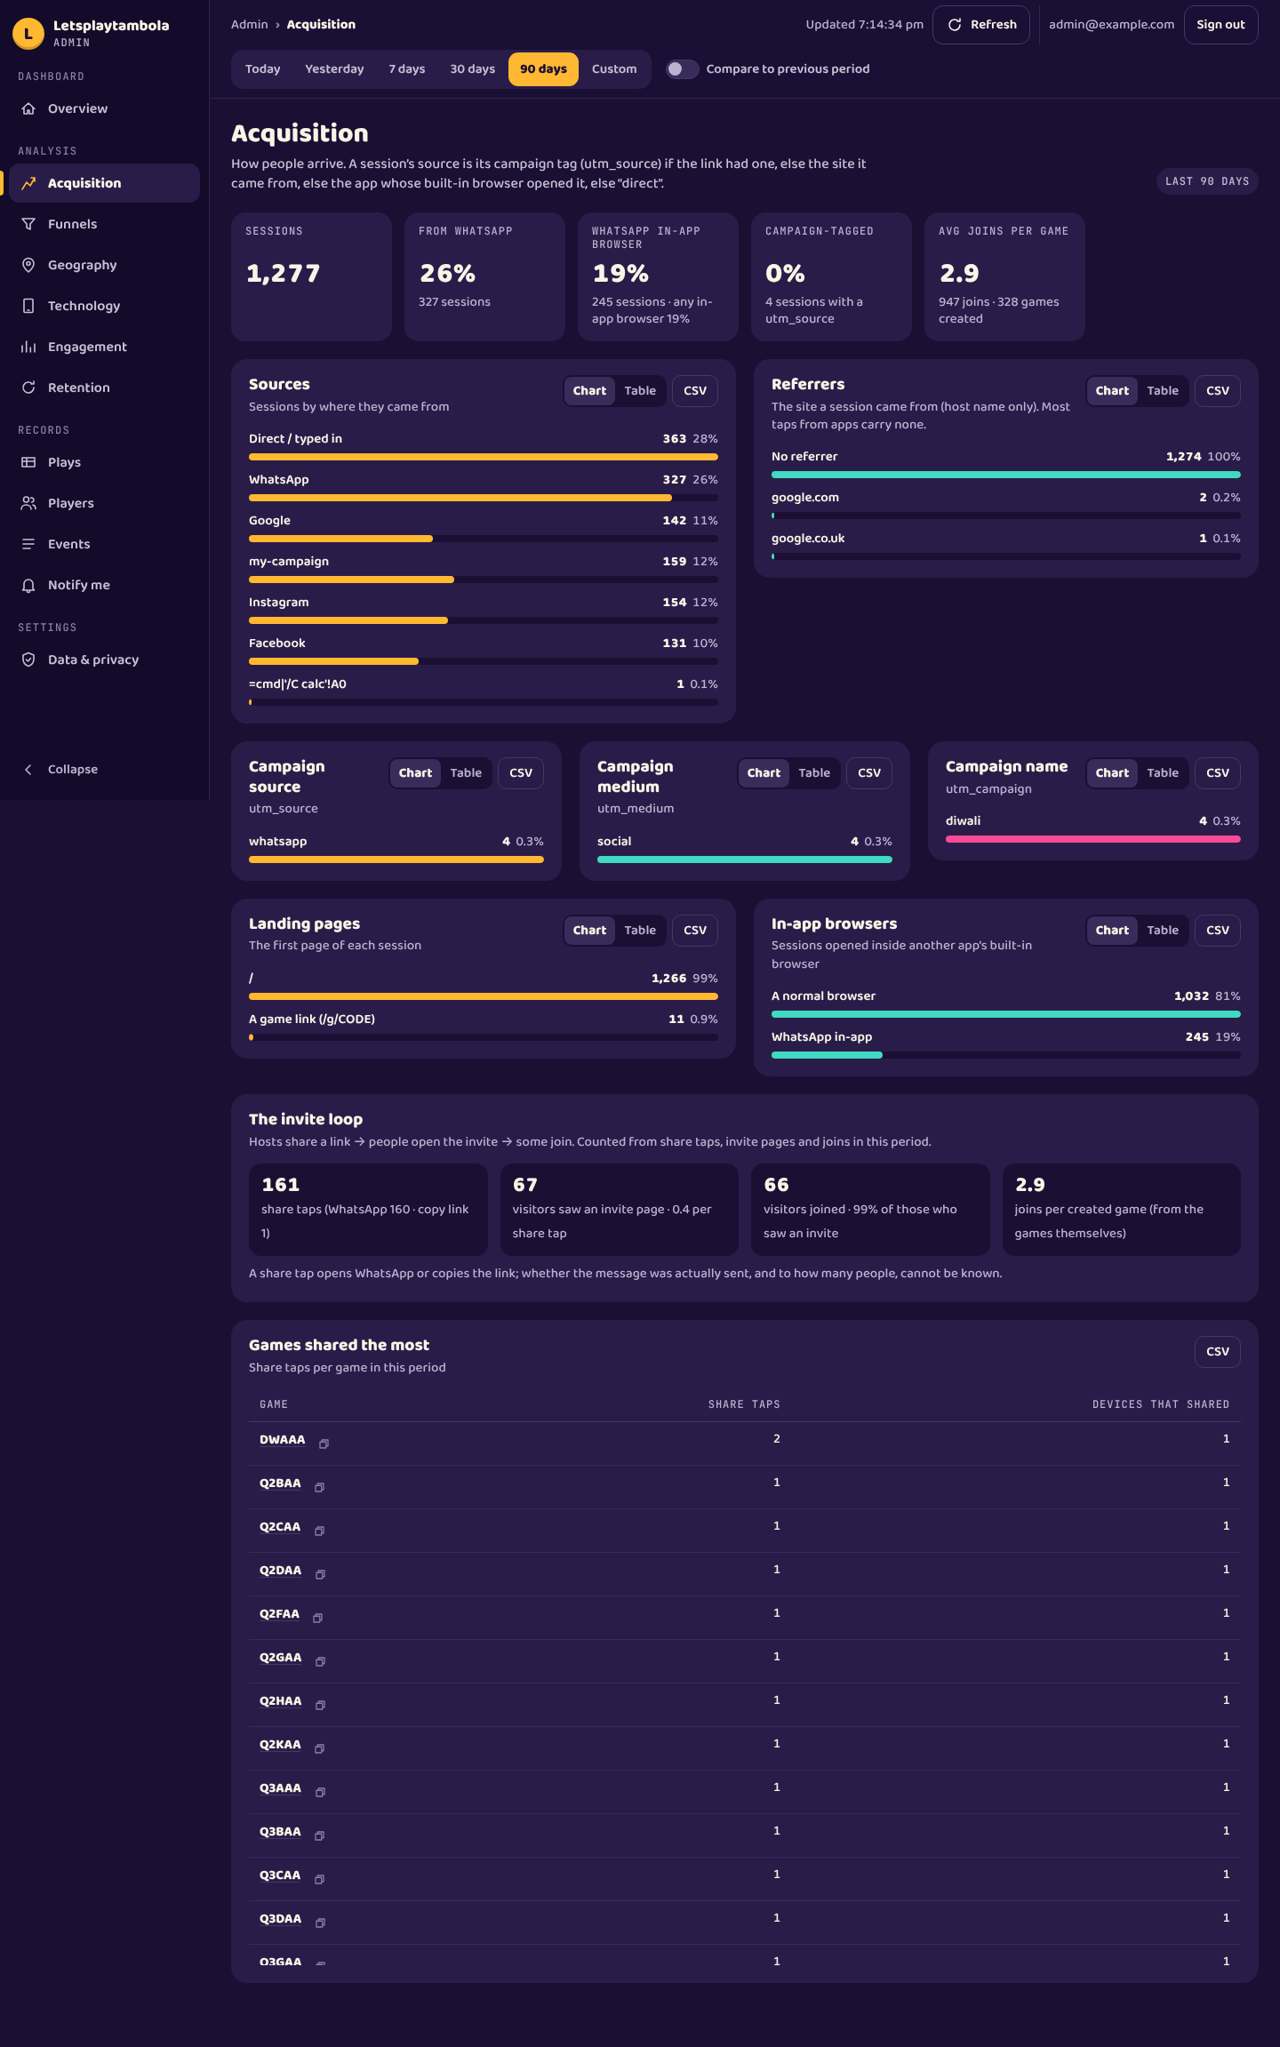 L
Letsplaytambola
ADMIN
DASHBOARD
Overview
ANALYSIS
Acquisition
Funnels
Geography
Technology
Engagement
Retention
RECORDS
Plays
Players
Events
Notify me
SETTINGS
Data & privacy
Collapse
Admin › Acquisition
Updated 7:14:34 pm
Refresh
admin@example.com
Sign out
Today
Yesterday
7 days
30 days
90 days
Custom
Compare to previous period
Acquisition
How people arrive. A session's source is its campaign tag (utm_source) if the link had one, else the site it
came from, else the app whose built-in browser opened it, else "direct".
LAST 90 DAYS
SESSIONS
1,277
FROM WHATSAPP
26%
327 sessions
WHATSAPP IN-APP
BROWSER
19%
245 sessions · any in-
app browser 19%
CAMPAIGN-TAGGED
0%
4 sessions with a
utm_source
AVG JOINS PER GAME
2.9
947 joins · 328 games
created
Sources
Chart Table CSV
Sessions by where they came from
Direct / typed in 363 28%
WhatsApp 327 26%
Google 142 11%
my-campaign 159 12%
Instagram 154 12%
Facebook 131 10%
=cmd|'/C calc'!A0 1 0.1%
Referrers
Chart Table CSV
The site a session came from (host name only). Most
taps from apps carry none.
No referrer 1,274 100%
google.com 2 0.2%
google.co.uk 1 0.1%
Campaign
source
Chart Table CSV
utm_source
whatsapp 4 0.3%
Campaign
medium
Chart Table CSV
utm_medium
social 4 0.3%
Campaign name
Chart Table CSV
utm_campaign
diwali 4 0.3%
Landing pages
Chart Table CSV
The first page of each session
/ 1,266 99%
A game link (/g/CODE) 11 0.9%
In-app browsers
Chart Table CSV
Sessions opened inside another app's built-in
browser
A normal browser 1,032 81%
WhatsApp in-app 245 19%
The invite loop
Hosts share a link → people open the invite → some join. Counted from share taps, invite pages and joins in this period.
161
share taps (WhatsApp 160 · copy link
1)
67
visitors saw an invite page · 0.4 per
share tap
66
visitors joined · 99% of those who
saw an invite
2.9
joins per created game (from the
games themselves)
A share tap opens WhatsApp or copies the link; whether the message was actually sent, and to how many people, cannot be known.
Games shared the most
CSV
Share taps per game in this period
GAME SHARE TAPS DEVICES THAT SHARED
DWAAA 2 1
Q2BAA 1 1
Q2CAA 1 1
Q2DAA 1 1
Q2FAA 1 1
Q2GAA 1 1
Q2HAA 1 1
Q2KAA 1 1
Q3AAA 1 1
Q3BAA 1 1
Q3CAA 1 1
Q3DAA 1 1
Q3GAA 1 1